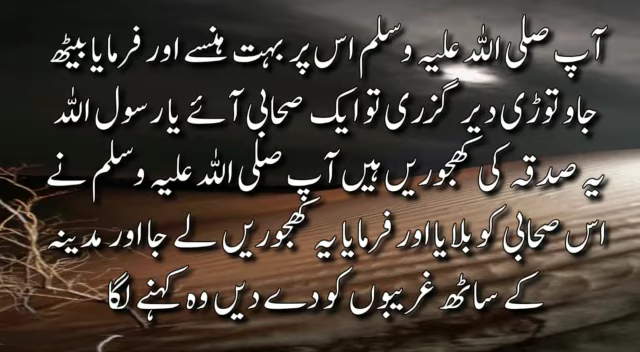 آپ صلی اللہ علیہ وسلم اس پر بہت ہنسے اور فرمایا بیٹھ
جاو توڑی دیر گزری تو ایک صحابی آئے یا رسول اللہ
یہ صدقہ کی کھجوریں ہیں آپ صلی اللہ علیہ وسلم نے
اس صحابی کو بلایا اور فرمایا یہ کھجوریں لے جا اور مدینہ
کے ساٹھ غریبوں کو دے دیں وہ کہنے لگا